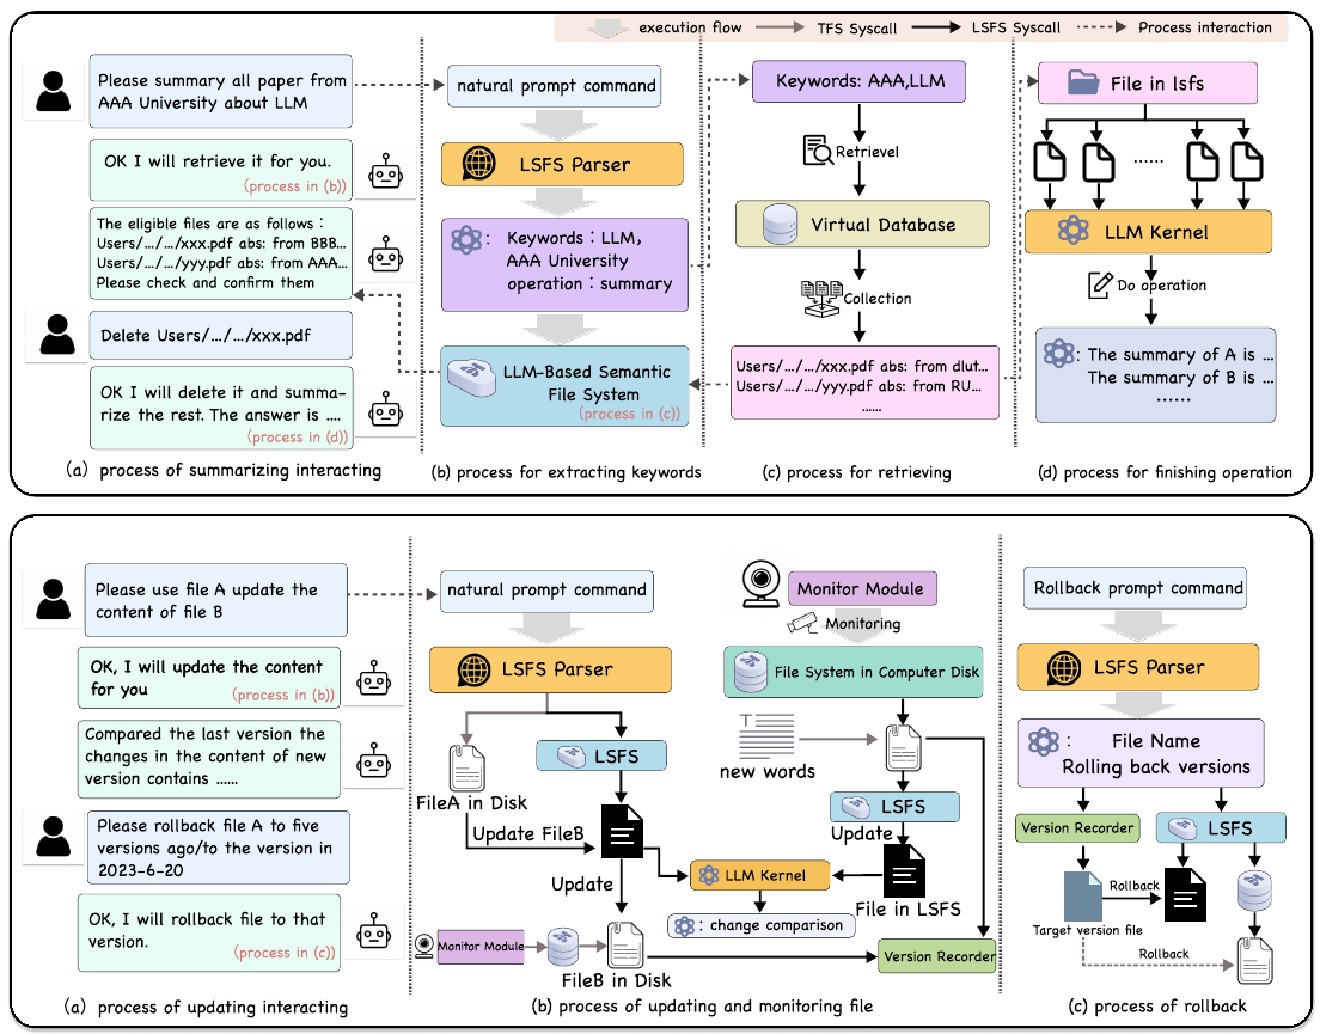 execution flow
TFS Syscall
LSFS Syscall
Process interaction
Please summary all paper from
AAA University about LLM
OK I will retrieve it for you.
(process in (b))
The eligible files are as follows：
Users/…/…/xxx.pdf abs: from BBB...
Users/…/…/yyy.pdf abs: from AAA...
Please check and confirm them
Delete Users/…/…/xxx.pdf
OK I will delete it and summa-
rize the rest. The answer is ....
(process in (d))
(a) process of summarizing interacting
natural prompt command
LSFS Parser
: Keywords：LLM,
AAA University
operation：summary
LLM-Based Semantic
File System
(process in (c))
(b) process for extracting keywords
Keywords: AAA,LLM
Retrievel
Virtual Database
Collection
Users/…/…/xxx.pdf abs: from dlut...
Users/…/…/yyy.pdf abs: from RU...
......
(c) process for retrieving
File in lsfs
......
LLM Kernel
Do operation
: The summary of A is ...
The summary of B is ...
......
(d) process for finishing operation
Please use file A update the
content of file B
OK, I will update the content
for you
(process in (b))
Compared the last version the
changes in the content of new
version contains ......
Please rollback file A to five
versions ago/to the version in
2023-6-20
OK, I will rollback file to that
version.
(process in (c))
(a) process of updating interacting
natural prompt command
LSFS Parser
LSFS
FileA in Disk
Update FileB
Update
Monitor Module
FileB in Disk
LLM Kernel
: change comparison
Monitor Module
Monitoring
File System in Computer Disk
T
new words
LSFS
Update
File in LSFS
Version Recorder
(b) process of updating and monitoring file
Rollback prompt command
LSFS Parser
: File Name
Rolling back versions
Version Recorder
LSFS
Rollback
Target version file
Rollback
(c) process of rollback